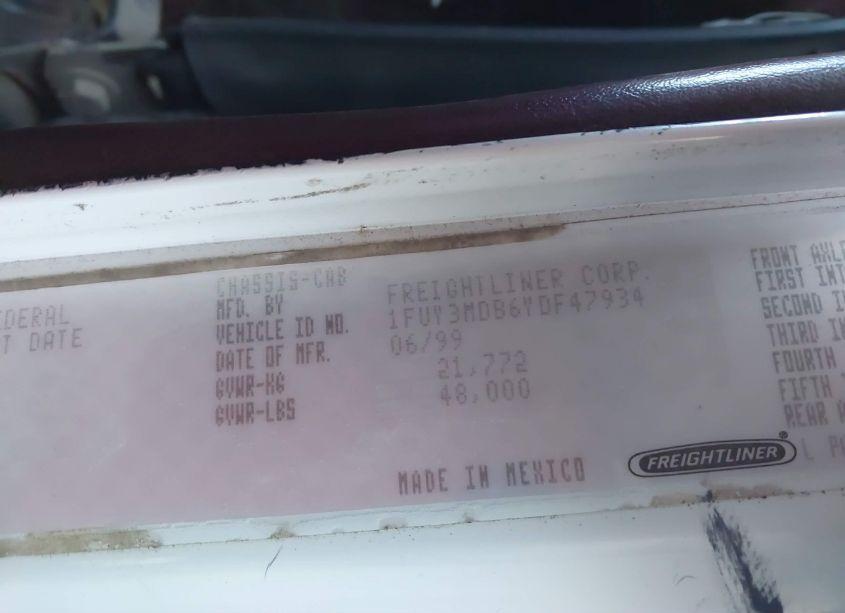 EDERAL
T DATE
CHASSIS-CAB
MFD. BY FREIGHTLINER CORP.
VEHICLE ID NO. 1FUY3MDB6YDF47934
DATE OF MFR. 06/99
GVWR-KG 21,772
GVWR-LBS 48,000
MADE IN MEXICO
FREIGHTLINER®
FRONT AXLE
FIRST INT
SECOND IN
THIRD IN
FOURTH
FIFTH
REAR A
L PA